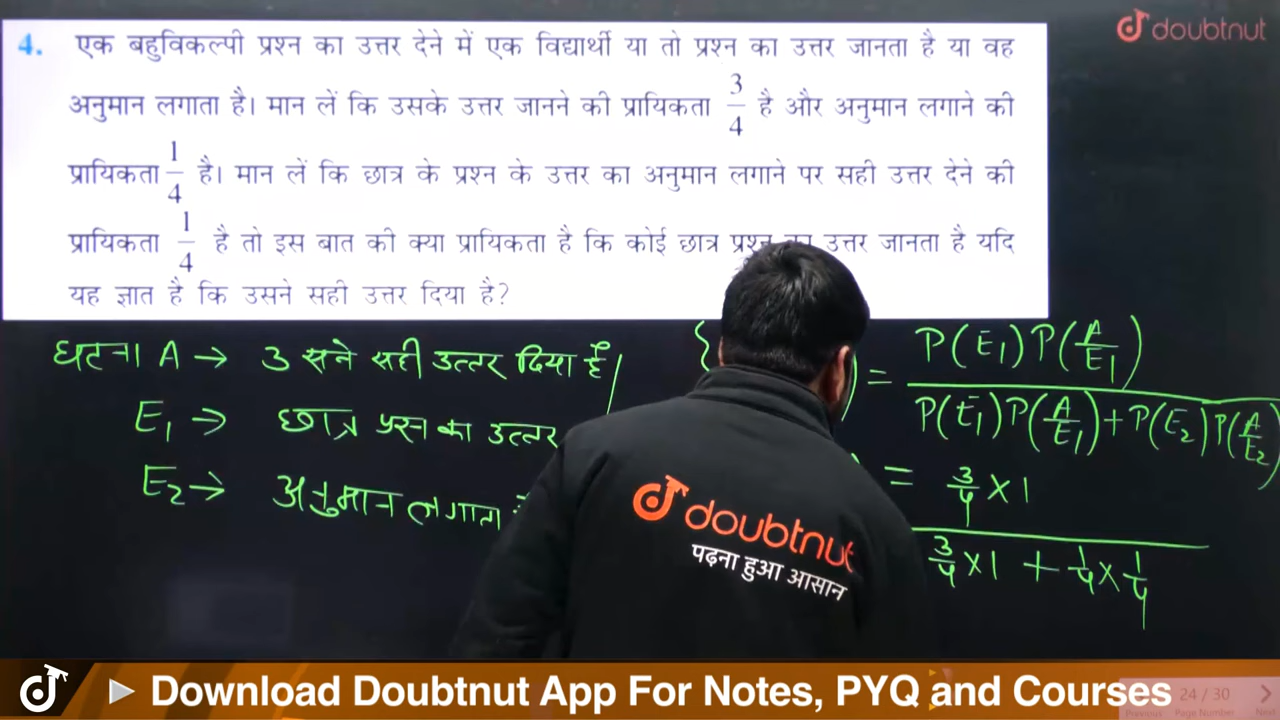 doubtnut
4. एक बहुविकल्पी प्रश्न का उत्तर देने में एक विद्यार्थी या तो प्रश्न का उत्तर जानता है या वह
अनुमान लगाता है। मान लें कि उसके उत्तर जानने की प्रायिकता 3/4 है और अनुमान लगाने की
प्रायिकता 1/4 है। मान लें कि छात्र के प्रश्न के उत्तर का अनुमान लगाने पर सही उत्तर देने की
प्रायिकता 1/4 है तो इस बात की क्या प्रायिकता है कि कोई छात्र प्रश्न का उत्तर जानता है यदि
यह ज्ञात है कि उसने सही उत्तर दिया है?
घटना A → उसने सही उत्तर दिया है
E₁ → छात्र प्रश्न का उत्तर
E₂ → अनुमान लगाता
= P(E₁)P(A/E₁)
P(E₁)P(A/E₁)+P(E₂)P(A/E₂)
= 3/4 × 1
3/4 × 1 + 1/4 × 1/4
doubtnut
पढ़ना हुआ आसान
Download Doubtnut App For Notes, PYQ and Courses
24 / 30
Previous Page Number Next